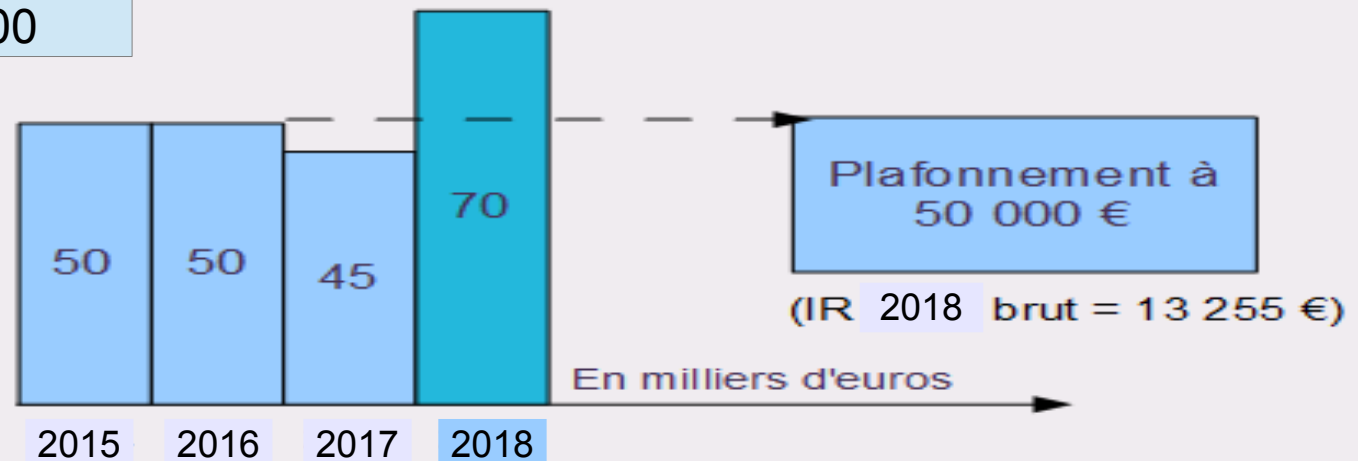 00
70
50
50
45
Plafonnement à
50 000 €
(IR 2018 brut = 13 255 €)
En milliers d'euros
2015
2016
2017
2018